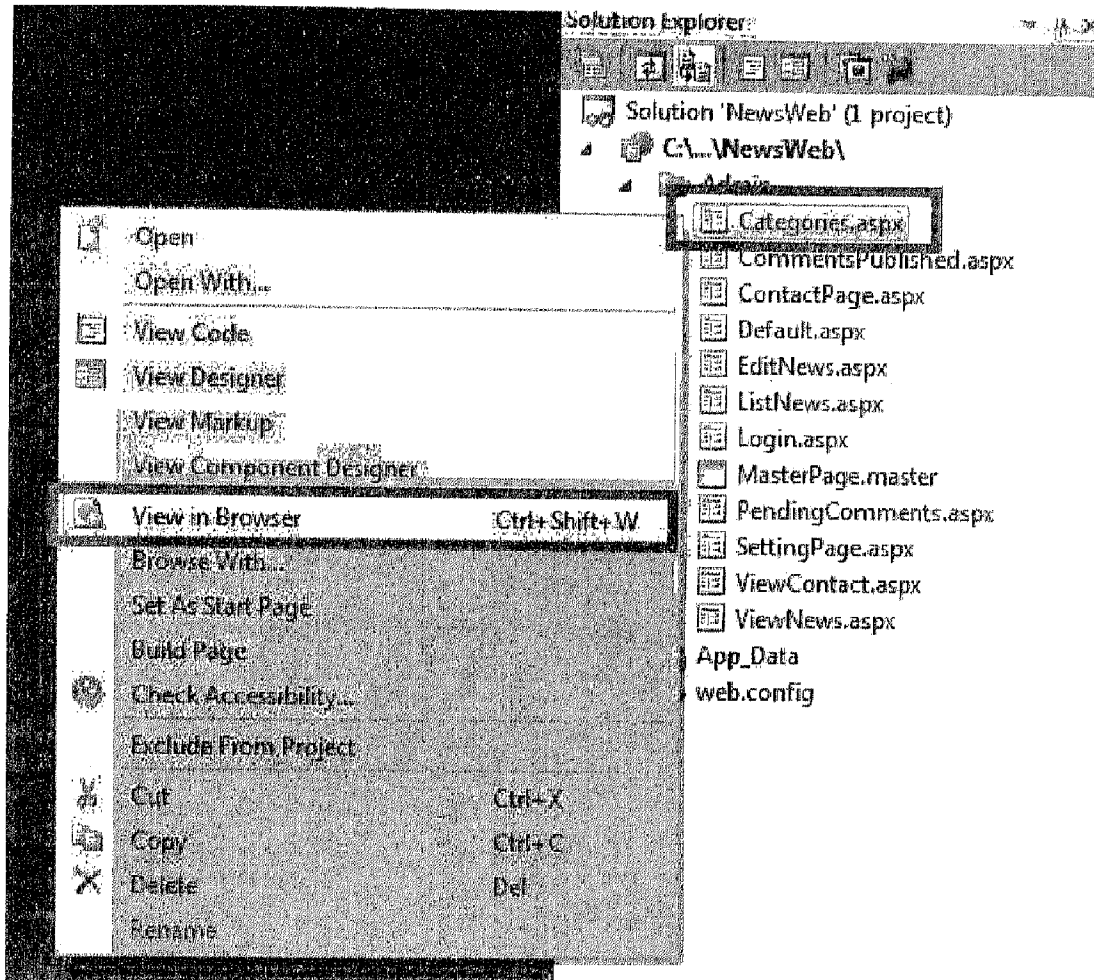 Solution Explorer
Solution 'NewsWeb' (1 project)
C:\...\NewsWeb\
Admin
Categories.aspx
CommentsPublished.aspx
ContactPage.aspx
Default.aspx
EditNews.aspx
ListNews.aspx
Login.aspx
MasterPage.master
PendingComments.aspx
SettingPage.aspx
ViewContact.aspx
ViewNews.aspx
App_Data
web.config
Open
Open With...
View Code
View Designer
View Markup
View Component Designer
View in Browser Ctrl+Shift+W
Browse With...
Set As Start Page
Build Page
Check Accessibility...
Exclude From Project
Cut Ctrl+X
Copy Ctrl+C
Delete Del
Rename